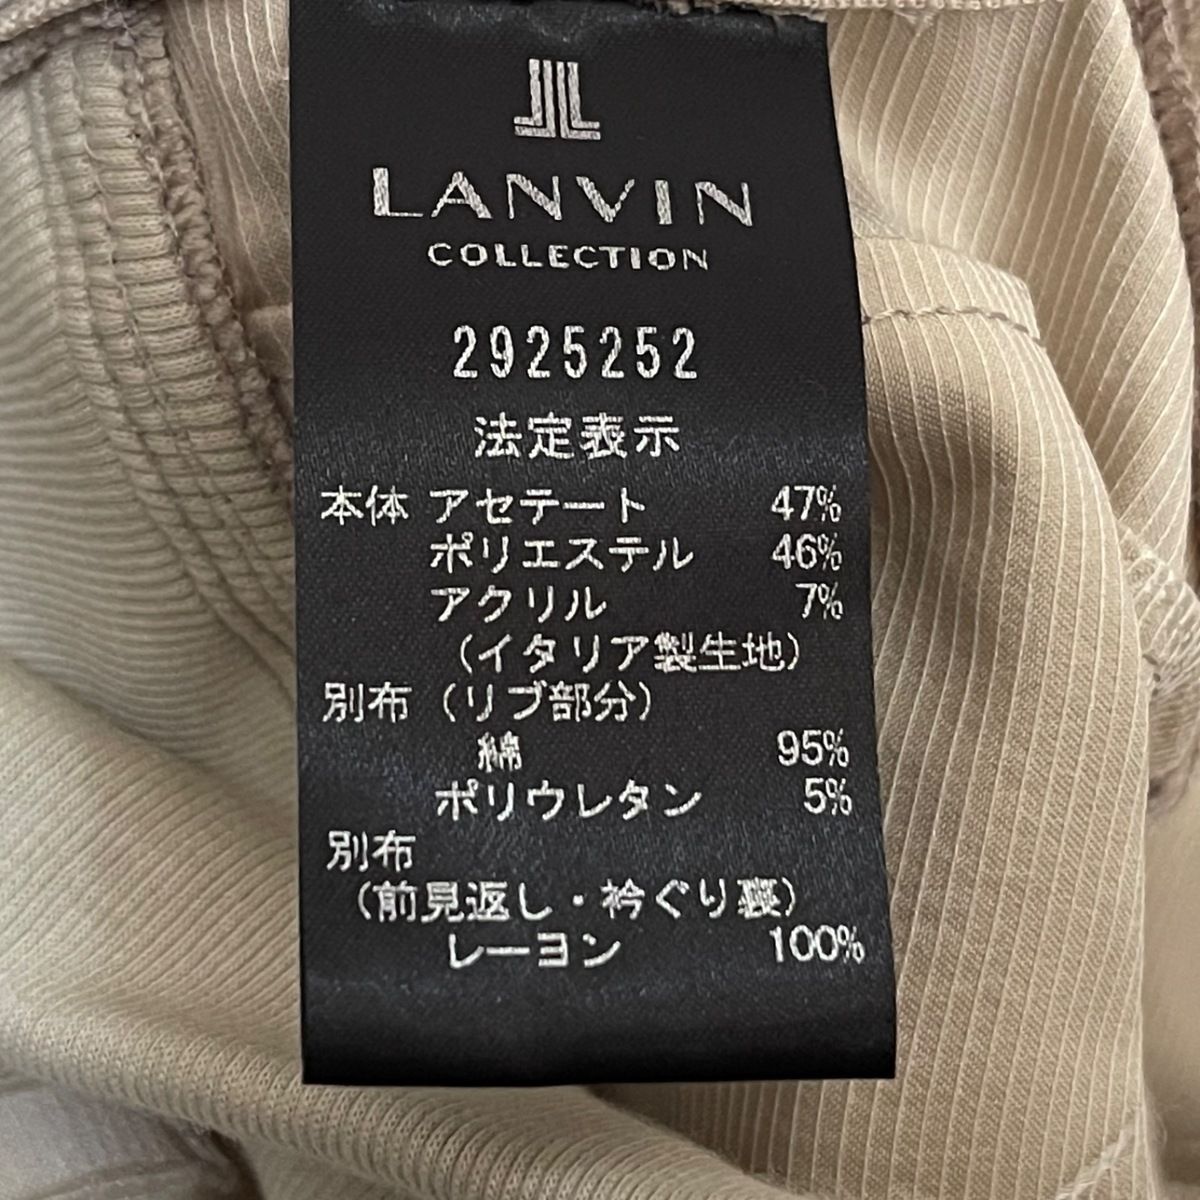 LANVIN
COLLECTION
2925252
法定表示
本体 アセテート 47%
ポリエステル 46%
アクリル 7%
（イタリア製生地）
別布（リブ部分）
綿 95%
ポリウレタン 5%
別布
（前見返し・衿ぐり裏）
レーヨン 100%